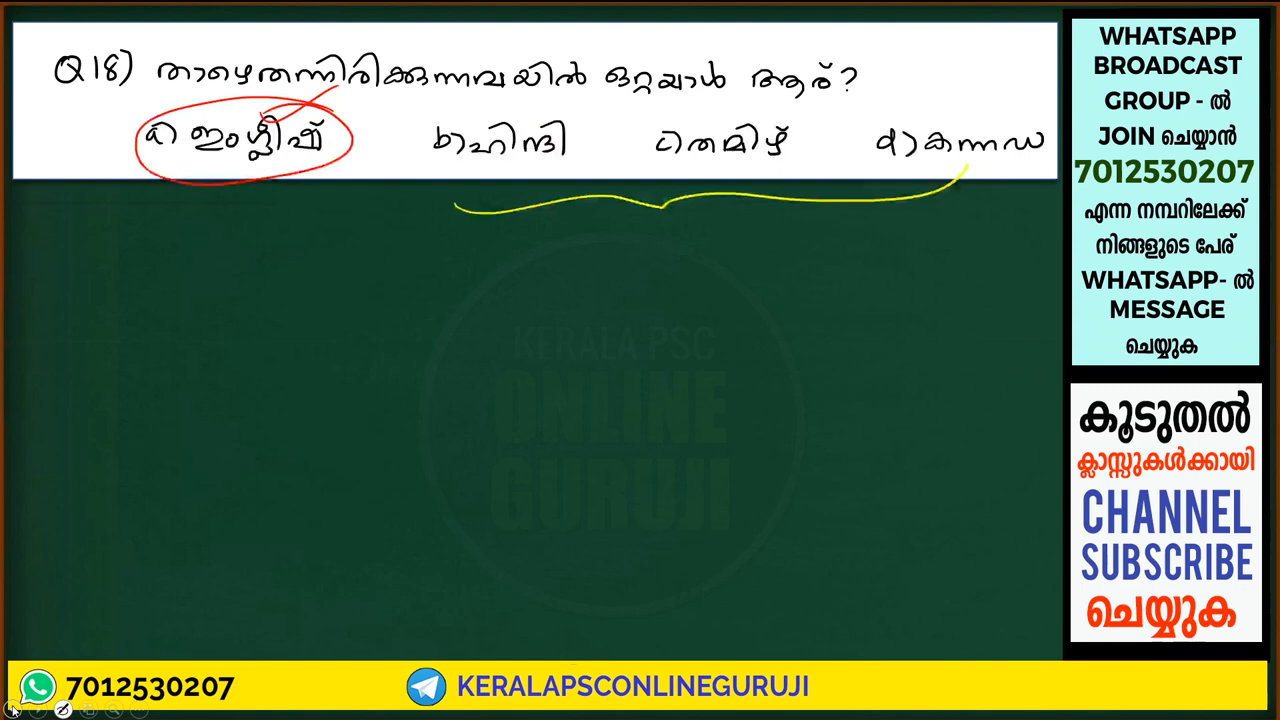 Q18) താഴെതന്നിരിക്കുന്നവയിൽ ഒറ്റയാൾ ആര്?
a) ഇംഗ്ലീഷ് b) ഹിന്ദി c) തമിഴ് d) കന്നഡ
KERALA PSC
ONLINE
GURUJI
WHATSAPP
BROADCAST
GROUP - ൽ
JOIN ചെയ്യാൻ
7012530207
എന്ന നമ്പറിലേക്ക്
നിങ്ങളുടെ പേര്
WHATSAPP- ൽ
MESSAGE
ചെയ്യുക
കൂടുതൽ
ക്ലാസ്സുകൾക്കായി
CHANNEL
SUBSCRIBE
ചെയ്യുക
7012530207 KERALAPSCONLINEGURUJI